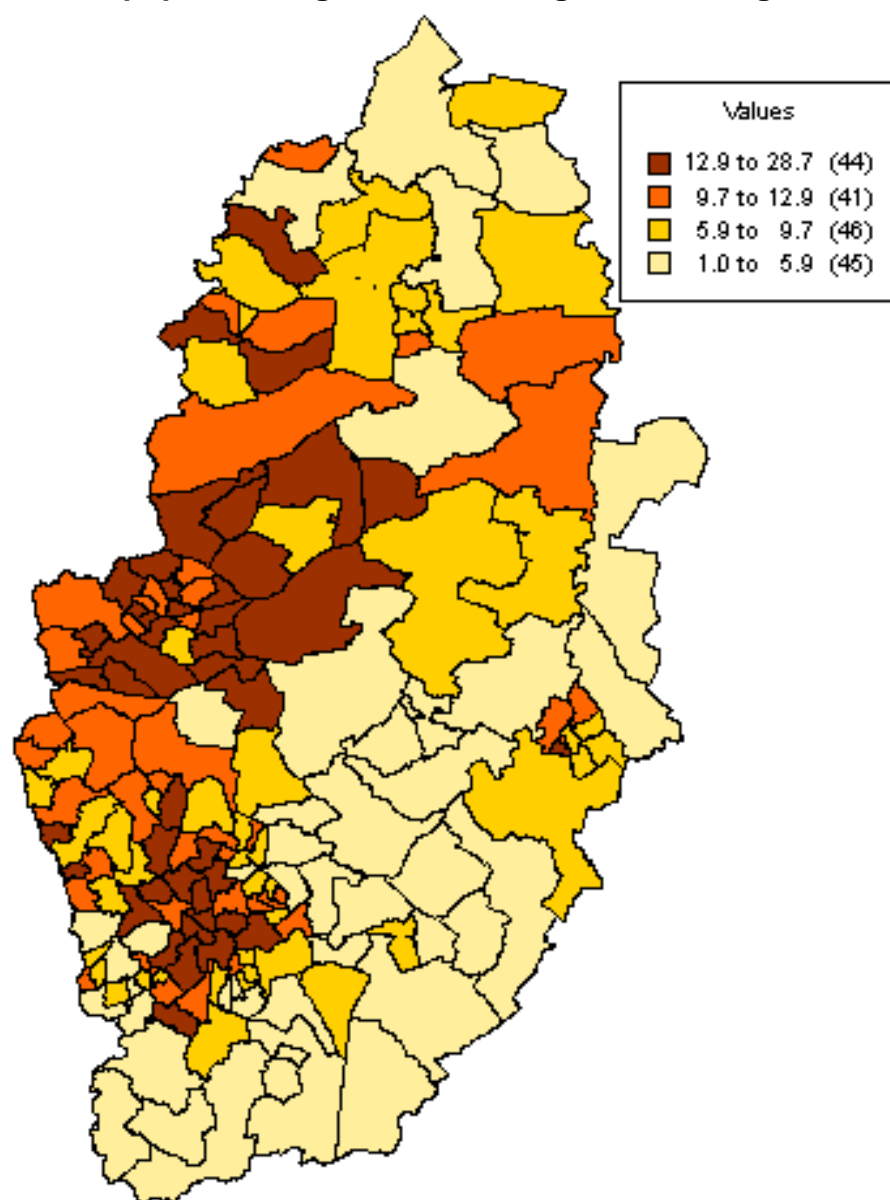 Values
12.9 to 28.7 (44)
9.7 to 12.9 (41)
5.9 to 9.7 (46)
1.0 to 5.9 (45)